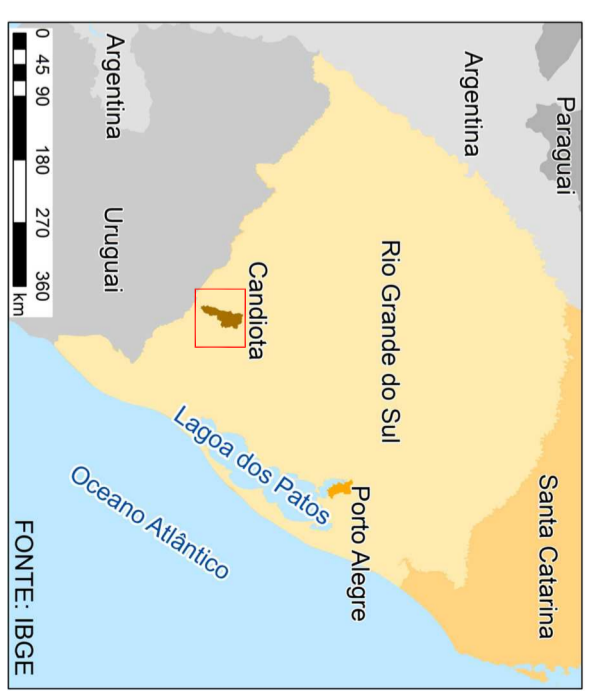 Paraguai
Argentina
Santa Catarina
Rio Grande do Sul
Porto Alegre
Candiota
Lagoa dos Patos
Argentina
Uruguai
Oceano Atlântico
0 45 90 180 270 360
km
FONTE: IBGE